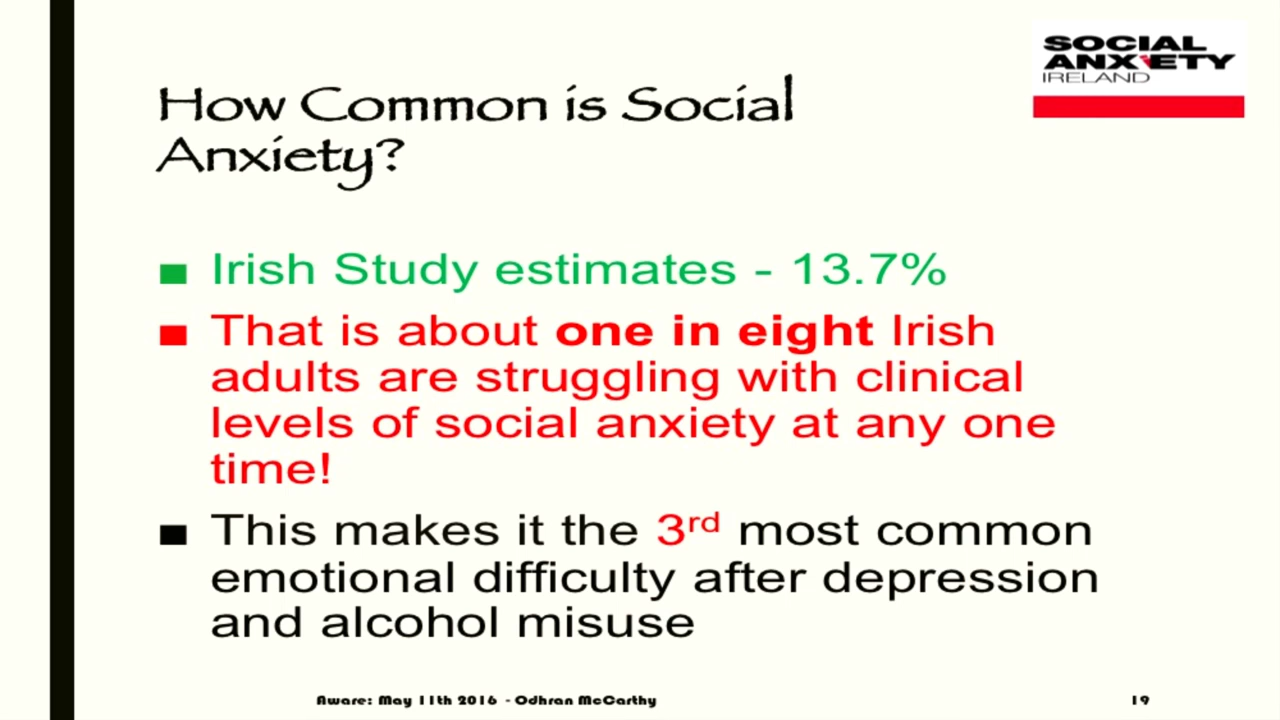 SOCIAL
ANXIETY
IRELAND
How Common is Social
Anxiety?
■ Irish Study estimates - 13.7%
■ That is about one in eight Irish
adults are struggling with clinical
levels of social anxiety at any one
time!
■ This makes it the 3rd most common
emotional difficulty after depression
and alcohol misuse
Aware: May 11th 2016 - Odhran McCarthy
19